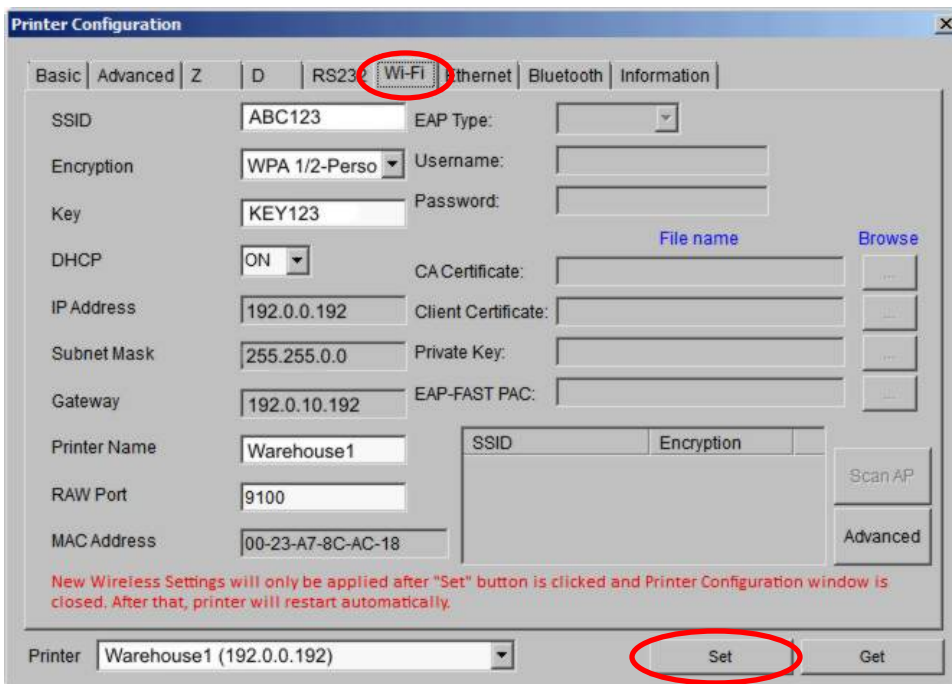 Printer Configuration
Basic Advanced Z D RS232 Wi-Fi Ethernet Bluetooth Information
SSID ABC123 EAP Type:
Encryption WPA 1/2-Perso Username:
Key KEY123 Password:
File name Browse
DHCP ON CA Certificate: ...
IP Address 192.0.0.192 Client Certificate: ...
Subnet Mask 255.255.0.0 Private Key: ...
Gateway 192.0.10.192 EAP-FAST PAC: ...
Printer Name Warehouse1 SSID Encryption
RAW Port 9100 Scan AP
MAC Address 00-23-A7-8C-AC-18 Advanced
New Wireless Settings will only be applied after "Set" button is clicked and Printer Configuration window is
closed. After that, printer will restart automatically.
Printer Warehouse1 (192.0.0.192) Set Get